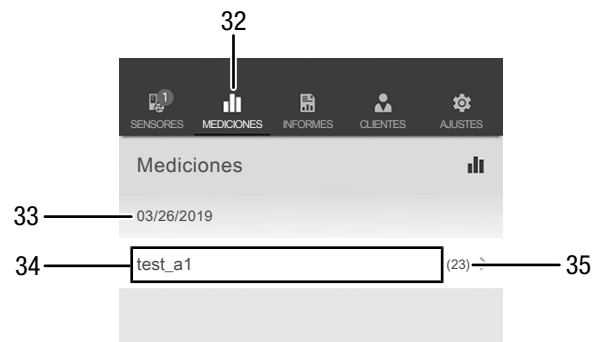 32
1
SENSORES MEDICIONES INFORMES CLIENTES AJUSTES
Mediciones
33 03/26/2019
34 test_a1 (23) 35